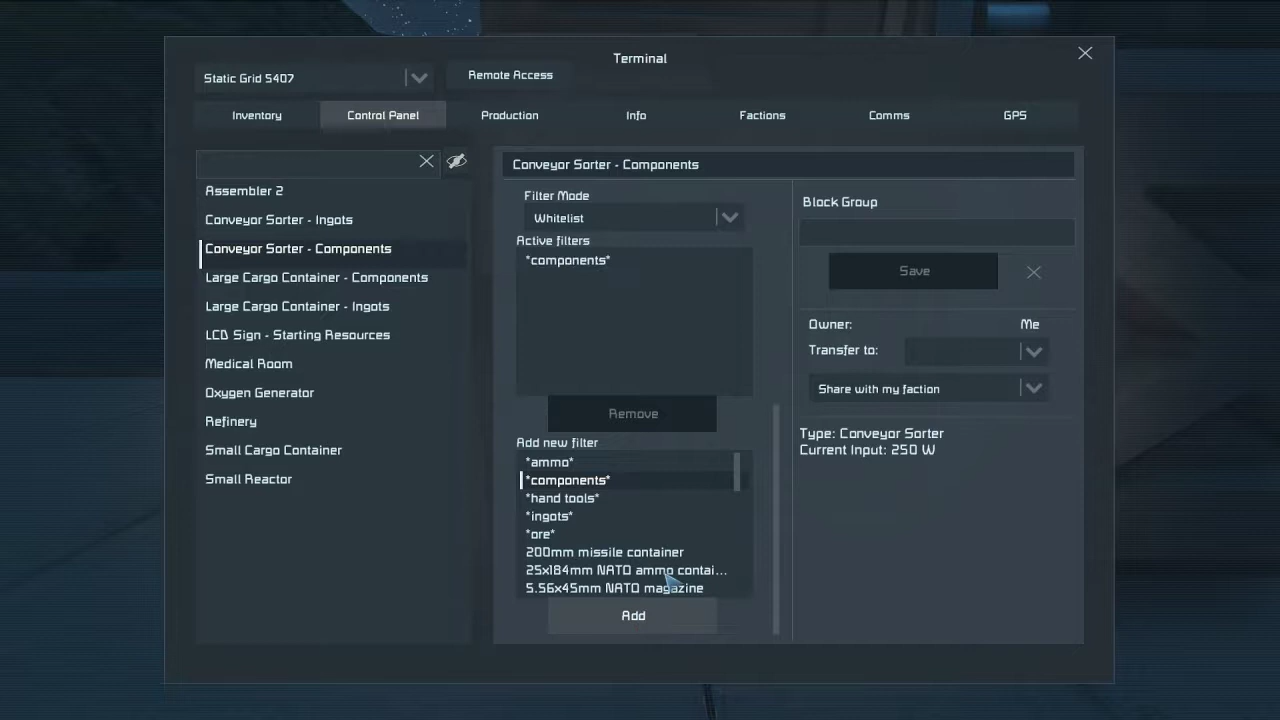 Terminal
Static Grid 5407
Remote Access
Inventory
Control Panel
Production
Info
Factions
Comms
GPS
Assembler 2
Conveyor Sorter - Ingots
Conveyor Sorter - Components
Large Cargo Container - Components
Large Cargo Container - Ingots
LCD Sign - Starting Resources
Medical Room
Oxygen Generator
Refinery
Small Cargo Container
Small Reactor
Conveyor Sorter - Components
Filter Mode
Whitelist
Active filters
*components*
Remove
Add new filter
*ammo*
*components*
*hand tools*
*ingots*
*ore*
200mm missile container
25x184mm NATO ammo contai...
5.56x45mm NATO magazine
Add
Block Group
Save
Owner: Me
Transfer to:
Share with my faction
Type: Conveyor Sorter
Current Input: 250 W